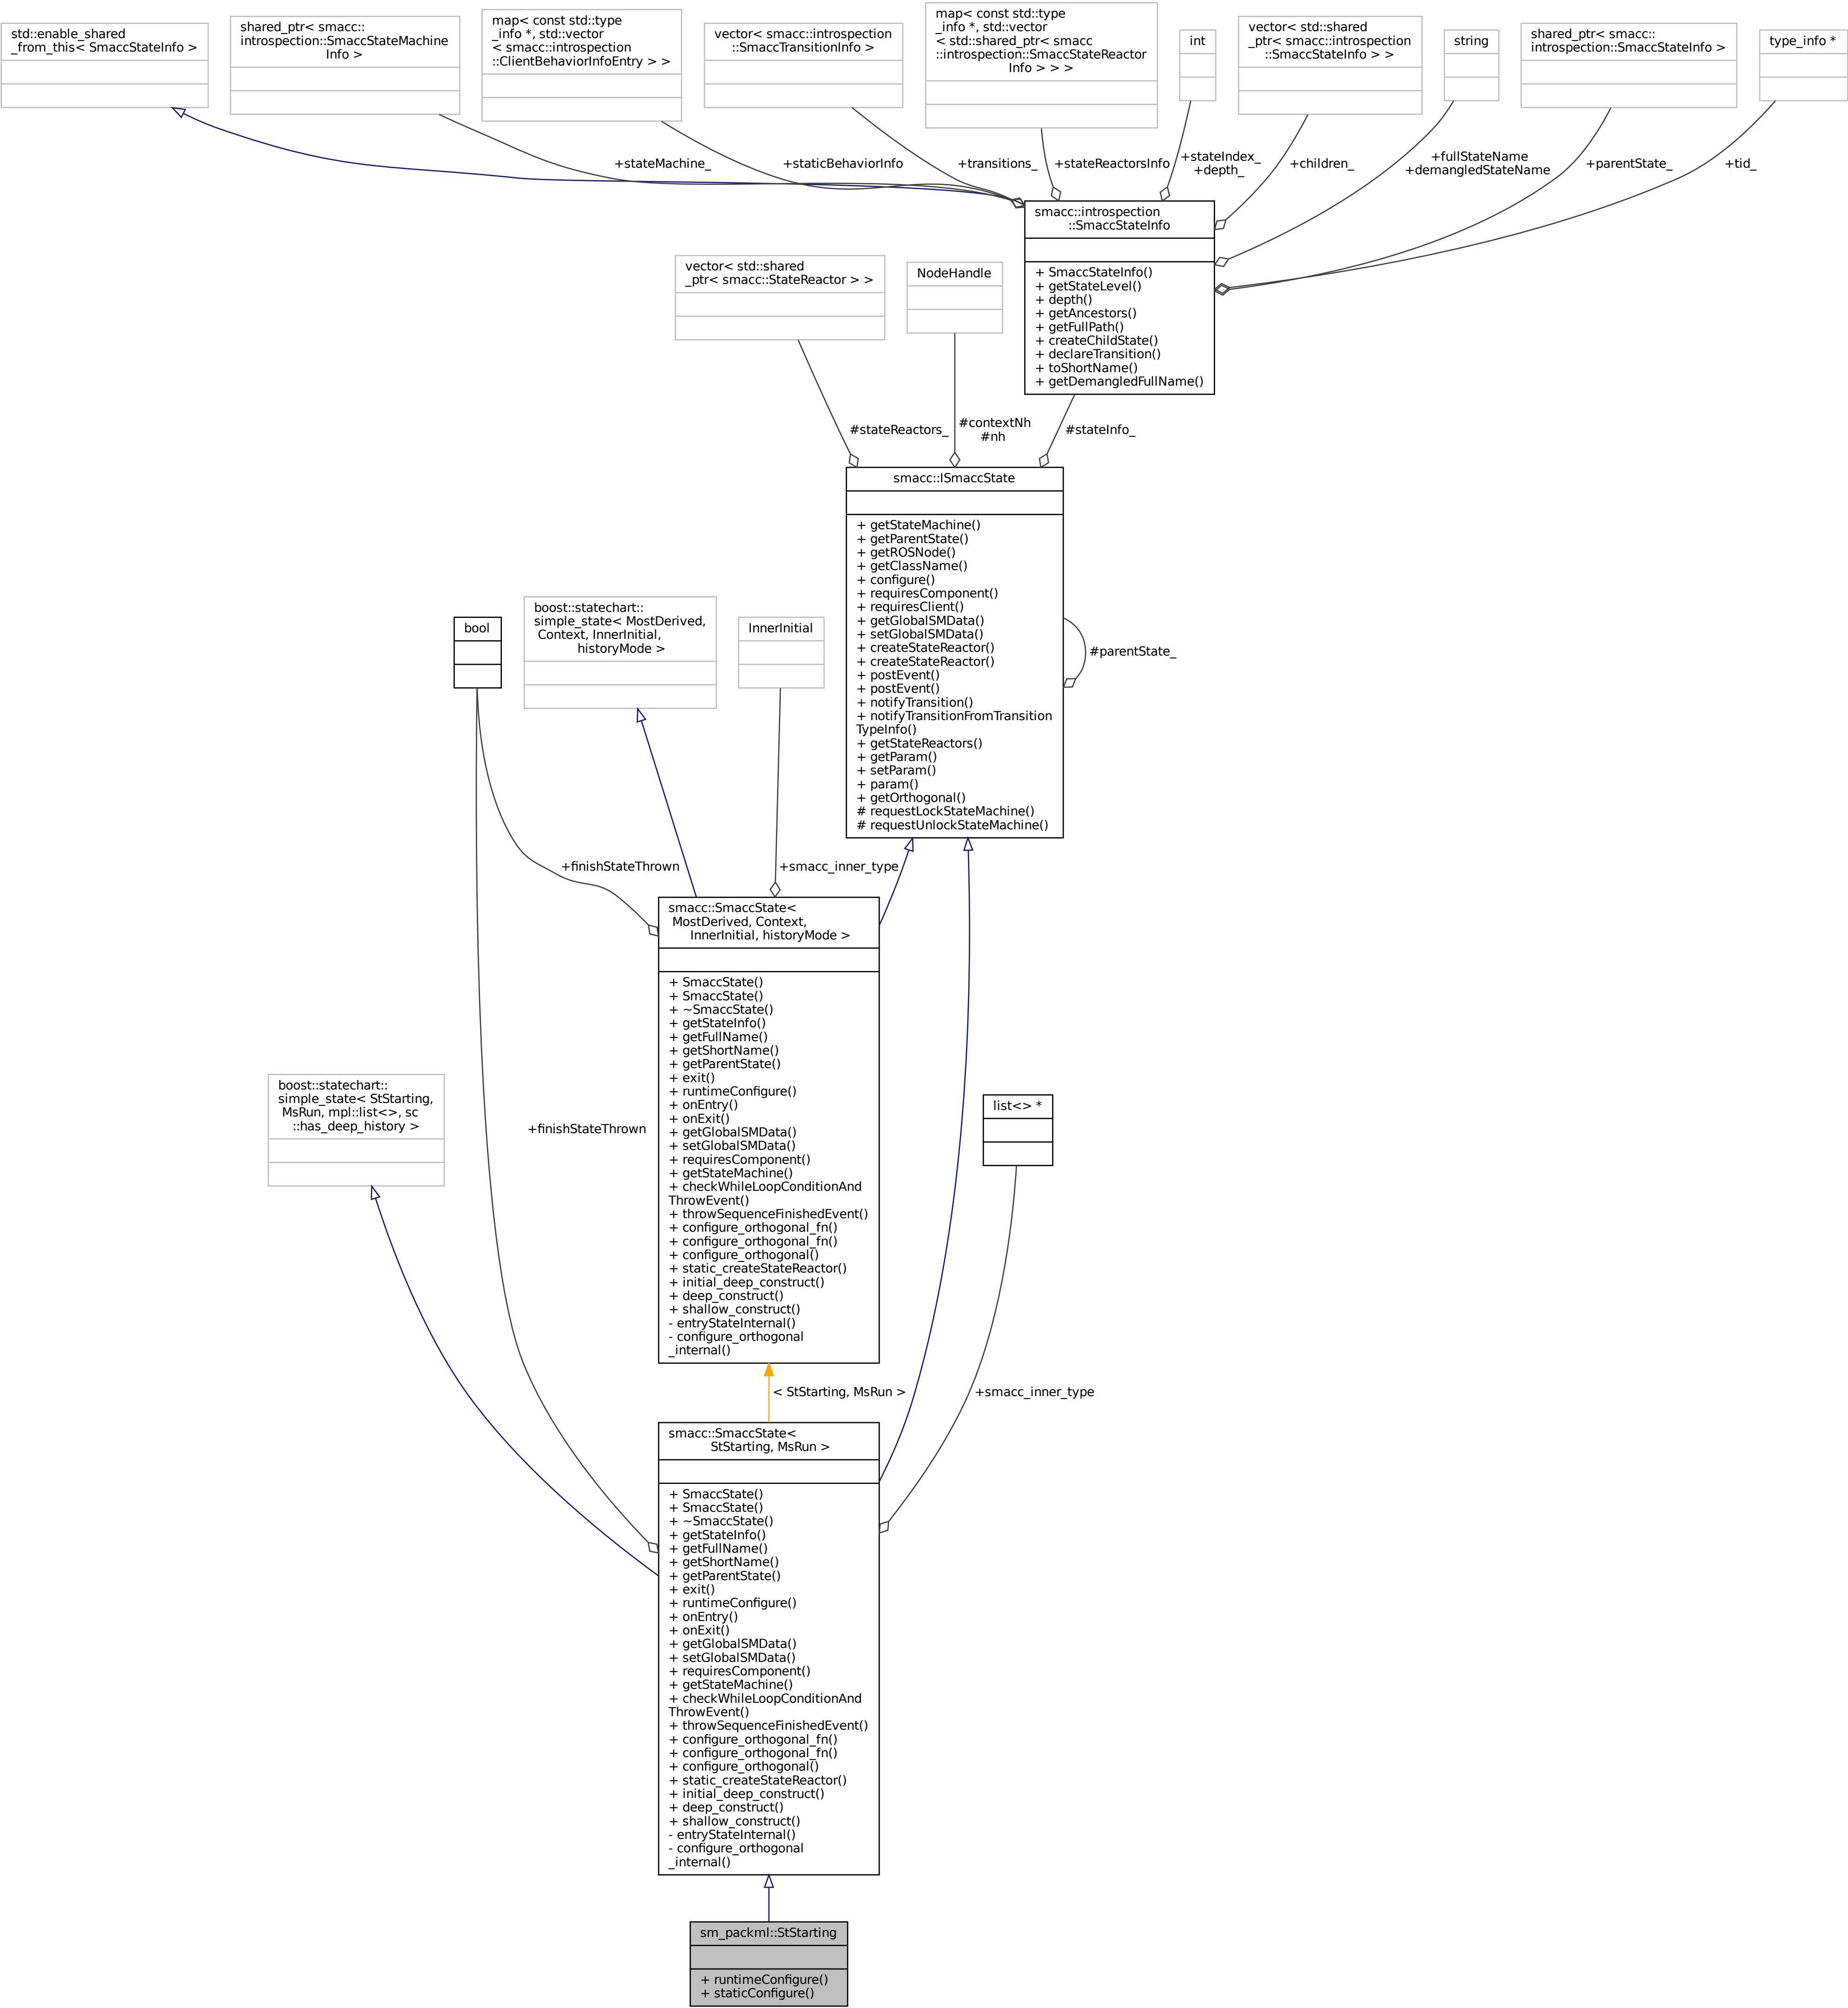 std::enable_shared
_from_this< SmaccStateInfo >
shared_ptr< smacc::
introspection::SmaccStateMachine
Info >
map< const std::type
_info *, std::vector
< smacc::introspection
::ClientBehaviorInfoEntry > >
vector< smacc::introspection
::SmaccTransitionInfo >
map< const std::type
_info *, std::vector
< std::shared_ptr< smacc
::introspection::SmaccStateReactor
Info > > >
int
vector< std::shared
_ptr< smacc::introspection
::SmaccStateInfo > >
string
shared_ptr< smacc::
introspection::SmaccStateInfo >
type_info *
+stateMachine_
+staticBehaviorInfo
+transitions_
+stateReactorsInfo
+stateIndex_
+depth_
+children_
+fullStateName
+demangledStateName
+parentState_
+tid_
smacc::introspection
::SmaccStateInfo
+ SmaccStateInfo()
+ getStateLevel()
+ depth()
+ getAncestors()
+ getFullPath()
+ createChildState()
+ declareTransition()
+ toShortName()
+ getDemangledFullName()
vector< std::shared
_ptr< smacc::StateReactor > >
NodeHandle
#stateReactors_
#contextNh
#nh
#stateInfo_
smacc::ISmaccState
+ getStateMachine()
+ getParentState()
+ getROSNode()
+ getClassName()
+ configure()
+ requiresComponent()
+ requiresClient()
+ getGlobalSMData()
+ setGlobalSMData()
+ createStateReactor()
+ createStateReactor()
+ postEvent()
+ postEvent()
+ notifyTransition()
+ notifyTransitionFromTransition
TypeInfo()
+ getStateReactors()
+ getParam()
+ setParam()
+ param()
+ getOrthogonal()
# requestLockStateMachine()
# requestUnlockStateMachine()
#parentState_
bool
boost::statechart::
simple_state< MostDerived,
Context, InnerInitial,
historyMode >
InnerInitial
+finishStateThrown
+smacc_inner_type
smacc::SmaccState<
MostDerived, Context,
InnerInitial, historyMode >
+ SmaccState()
+ SmaccState()
+ ~SmaccState()
+ getStateInfo()
+ getFullName()
+ getShortName()
+ getParentState()
+ exit()
+ runtimeConfigure()
+ onEntry()
+ onExit()
+ getGlobalSMData()
+ setGlobalSMData()
+ requiresComponent()
+ getStateMachine()
+ checkWhileLoopConditionAnd
ThrowEvent()
+ throwSequenceFinishedEvent()
+ configure_orthogonal_fn()
+ configure_orthogonal_fn()
+ configure_orthogonal()
+ static_createStateReactor()
+ initial_deep_construct()
+ deep_construct()
+ shallow_construct()
- entryStateInternal()
- configure_orthogonal
_internal()
boost::statechart::
simple_state< StStarting,
MsRun, mpl::list<>, sc
::has_deep_history >
+finishStateThrown
list<> *
< StStarting, MsRun >
+smacc_inner_type
smacc::SmaccState<
StStarting, MsRun >
+ SmaccState()
+ SmaccState()
+ ~SmaccState()
+ getStateInfo()
+ getFullName()
+ getShortName()
+ getParentState()
+ exit()
+ runtimeConfigure()
+ onEntry()
+ onExit()
+ getGlobalSMData()
+ setGlobalSMData()
+ requiresComponent()
+ getStateMachine()
+ checkWhileLoopConditionAnd
ThrowEvent()
+ throwSequenceFinishedEvent()
+ configure_orthogonal_fn()
+ configure_orthogonal_fn()
+ configure_orthogonal()
+ static_createStateReactor()
+ initial_deep_construct()
+ deep_construct()
+ shallow_construct()
- entryStateInternal()
- configure_orthogonal
_internal()
sm_packml::StStarting
+ runtimeConfigure()
+ staticConfigure()